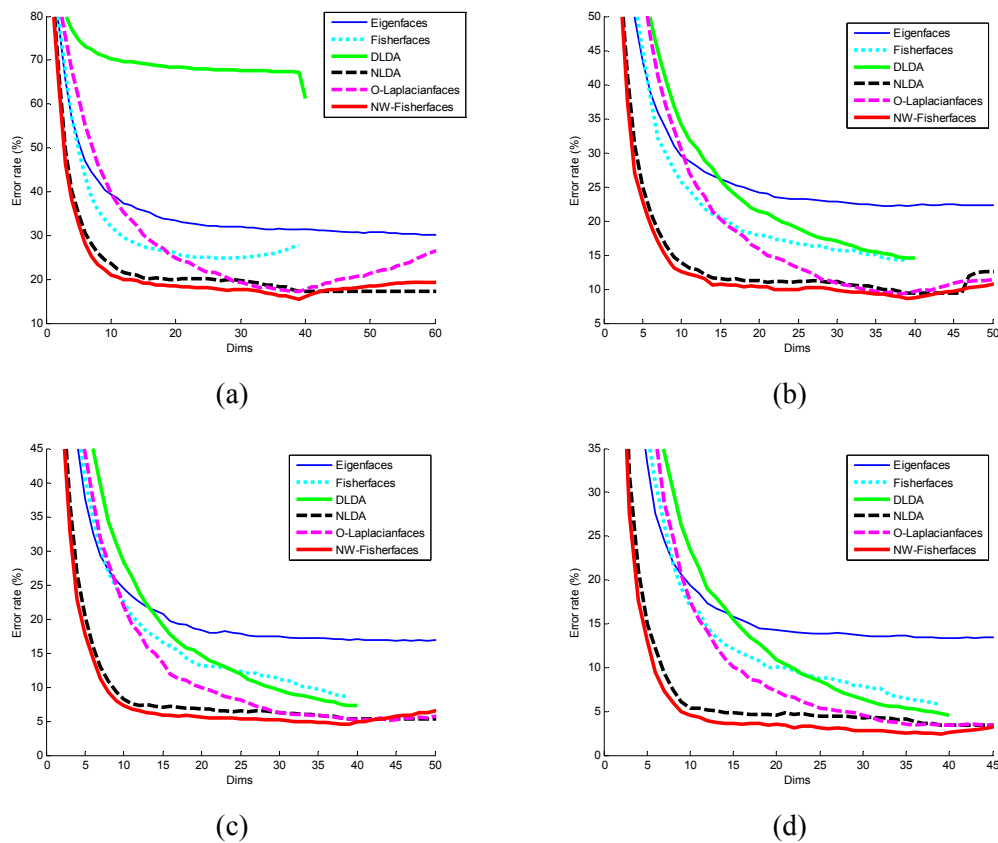 80
70
60
50
40
30
20
10
Error rate (%)
0
10
20
30
40
50
60
Dims
Eigenfaces
Fisherfaces
DLDA
NLDA
O-Laplacianfaces
NW-Fisherfaces
(a)
50
45
40
35
30
25
20
15
10
5
Error rate (%)
0
5
10
15
20
25
30
35
40
45
50
Dims
Eigenfaces
Fisherfaces
DLDA
NLDA
O-Laplacianfaces
NW-Fisherfaces
(b)
45
40
35
30
25
20
15
10
5
0
Error rate (%)
0
5
10
15
20
25
30
35
40
45
50
Dims
Eigenfaces
Fisherfaces
DLDA
NLDA
O-Laplacianfaces
NW-Fisherfaces
(c)
35
30
25
20
15
10
5
0
Error rate (%)
0
5
10
15
20
25
30
35
40
45
Dims
Eigenfaces
Fisherfaces
DLDA
NLDA
O-Laplacianfaces
NW-Fisherfaces
(d)